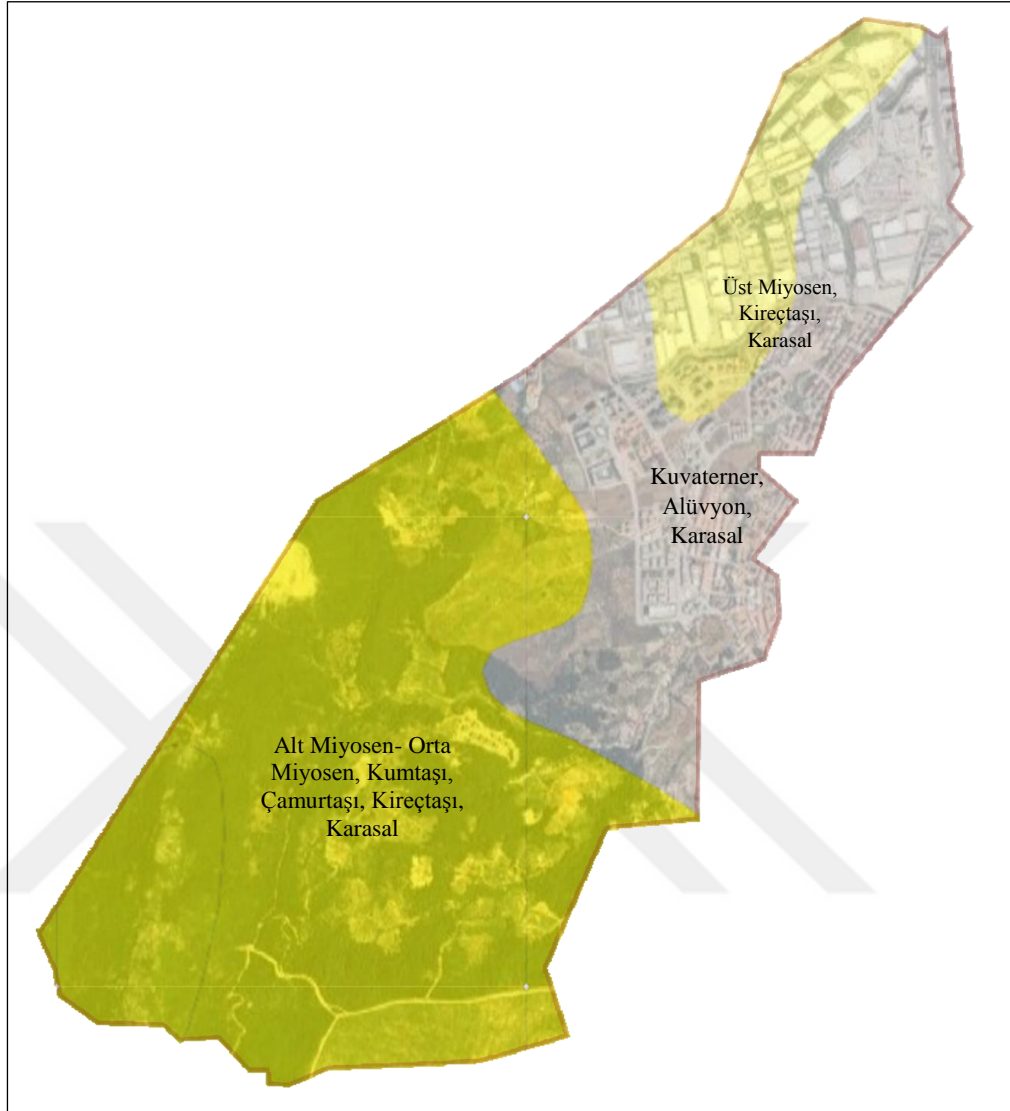 Üst Miyosen,
Kireçtaşı,
Karasal
Kuvaterner,
Alüvyon,
Karasal
Alt Miyosen- Orta
Miyosen, Kumtaşı,
Çamurtaşı, Kireçtaşı,
Karasal